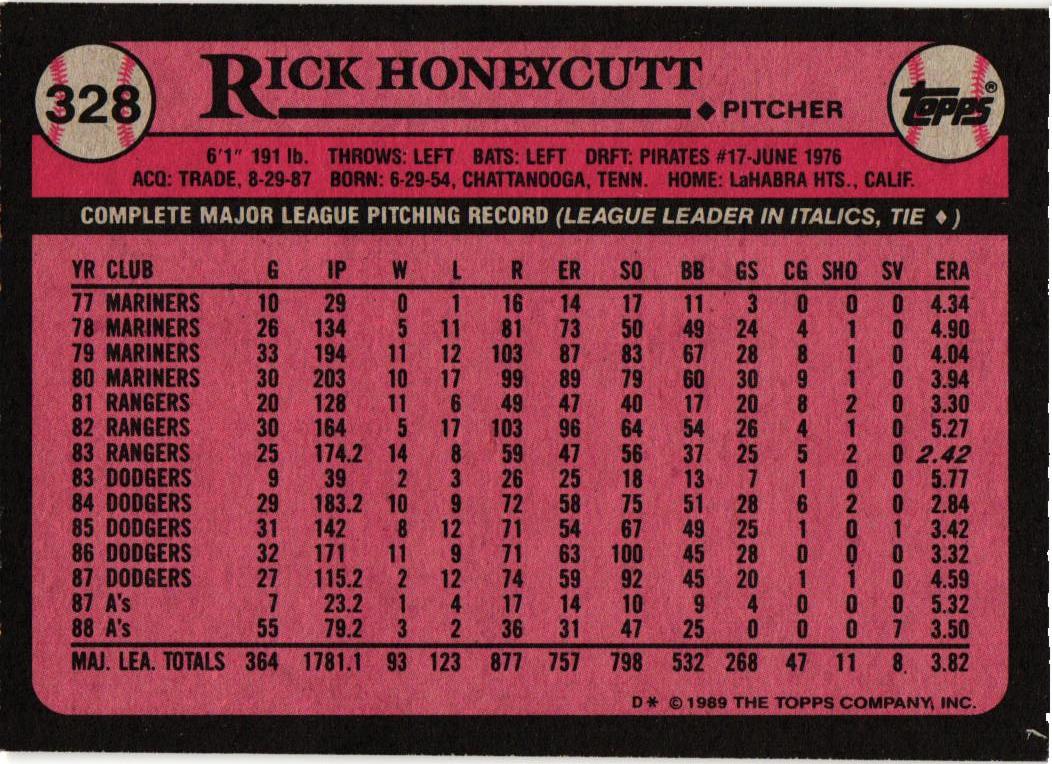 328
RICK HONEYCUTT
♦ PITCHER
Topps®
6'1" 191 lb. THROWS: LEFT BATS: LEFT DRFT: PIRATES #17-JUNE 1976
ACQ: TRADE, 8-29-87 BORN: 6-29-54, CHATTANOOGA, TENN. HOME: LaHABRA HTS., CALIF.
COMPLETE MAJOR LEAGUE PITCHING RECORD (LEAGUE LEADER IN ITALICS, TIE ♦)
YR CLUB G IP W L R ER SO BB GS CG SHO SV ERA
77 MARINERS 10 29 0 1 16 14 17 11 3 0 0 0 4.34
78 MARINERS 26 134 5 11 81 73 50 49 24 4 1 0 4.90
79 MARINERS 33 194 11 12 103 87 83 67 28 8 1 0 4.04
80 MARINERS 30 203 10 17 99 89 79 60 30 9 1 0 3.94
81 RANGERS 20 128 11 6 49 47 40 17 20 8 2 0 3.30
82 RANGERS 30 164 5 17 103 96 64 54 26 4 1 0 5.27
83 RANGERS 25 174.2 14 8 59 47 56 37 25 5 2 0 2.42
83 DODGERS 9 39 2 3 26 25 18 13 7 1 0 0 5.77
84 DODGERS 29 183.2 10 9 72 58 75 51 28 6 2 0 2.84
85 DODGERS 31 142 8 12 71 54 67 49 25 1 0 1 3.42
86 DODGERS 32 171 11 9 71 63 100 45 28 0 0 0 3.32
87 DODGERS 27 115.2 2 12 74 59 92 45 20 1 1 0 4.59
87 A's 7 23.2 1 4 17 14 10 9 4 0 0 0 5.32
88 A's 55 79.2 3 2 36 31 47 25 0 0 0 7 3.50
MAJ. LEA. TOTALS 364 1781.1 93 123 877 757 798 532 268 47 11 8 3.82
D* © 1989 THE TOPPS COMPANY, INC.